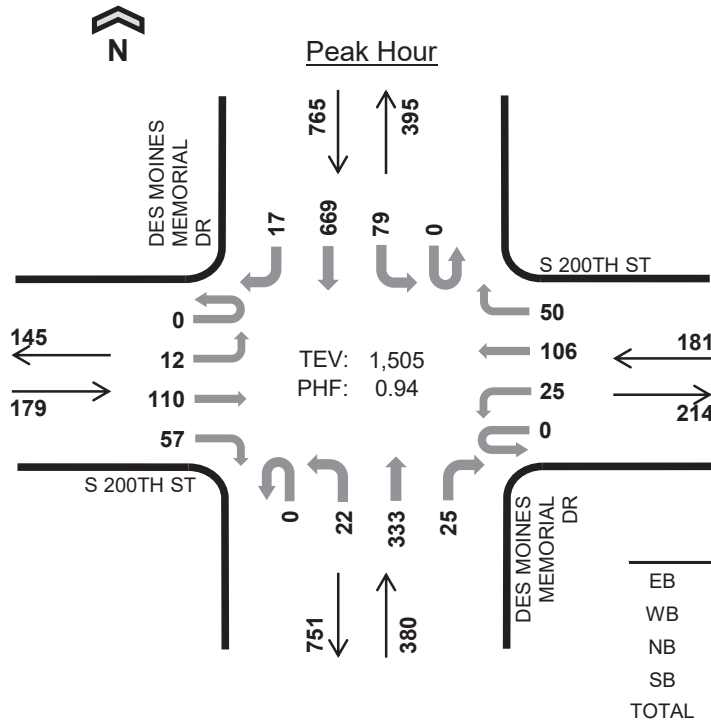 N
Peak Hour
765
395
DES MOINES
MEMORIAL
DR
17
669
79
0
S 200TH ST
0
50
145
181
12
TEV: 1,505
106
179
110
PHF: 0.94
25
214
57
0
S 200TH ST
0
22
333
25
DES MOINES
MEMORIAL
DR
751
380
EB
WB
NB
SB
TOTAL